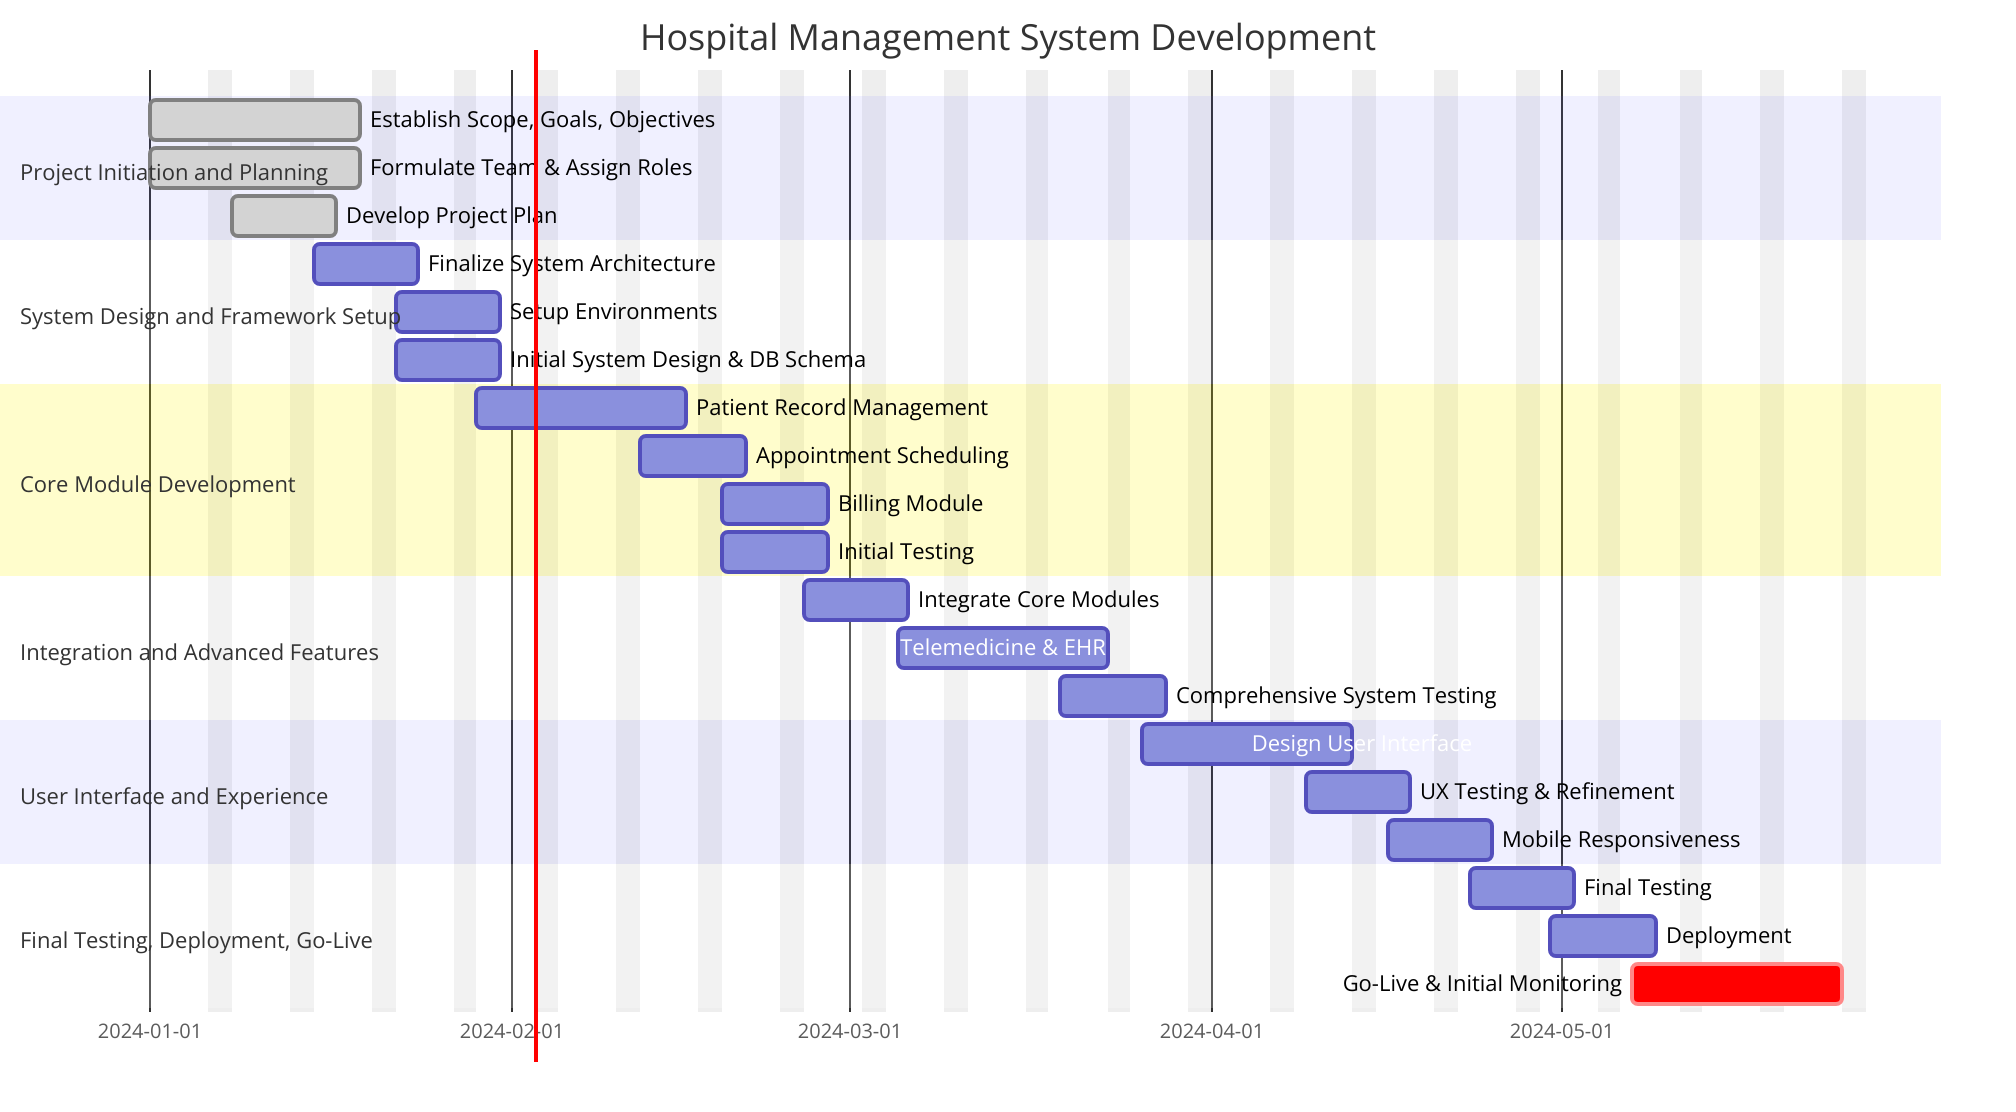 Hospital Management System Development
Project Initiation and Planning
Establish Scope, Goals, Objectives
Formulate Team & Assign Roles
Develop Project Plan
System Design and Framework Setup
Finalize System Architecture
Setup Environments
Initial System Design & DB Schema
Core Module Development
Patient Record Management
Appointment Scheduling
Billing Module
Initial Testing
Integration and Advanced Features
Integrate Core Modules
Telemedicine & EHR
Comprehensive System Testing
User Interface and Experience
Design User Interface
UX Testing & Refinement
Mobile Responsiveness
Final Testing, Deployment, Go-Live
Final Testing
Deployment
Go-Live & Initial Monitoring
2024-01-01
2024-02-01
2024-03-01
2024-04-01
2024-05-01